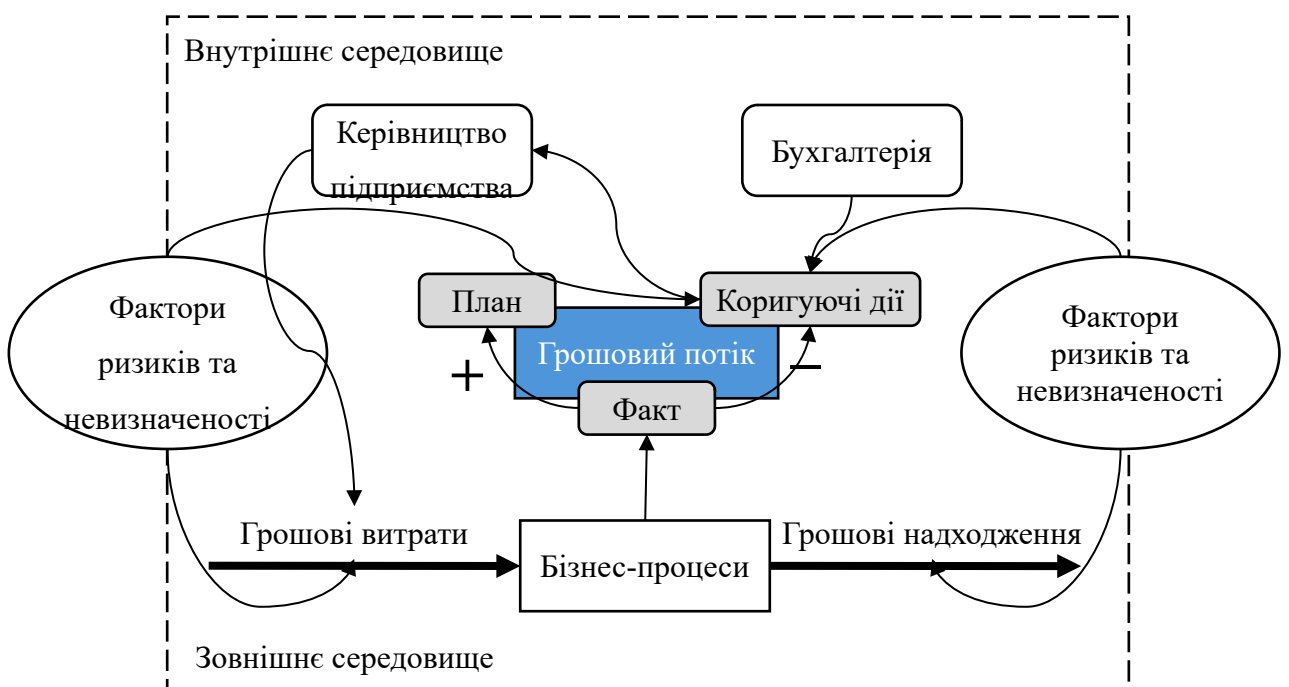 Внутрішнє середовище
Керівництво
підприємства
Бухгалтерія
Фактори
ризиків та
невизначеності
План
Коригуючі дії
Грошовий потік
+
−
Факт
Фактори
ризиків та
невизначеності
Грошові витрати
Бізнес-процеси
Грошові надходження
Зовнішнє середовище